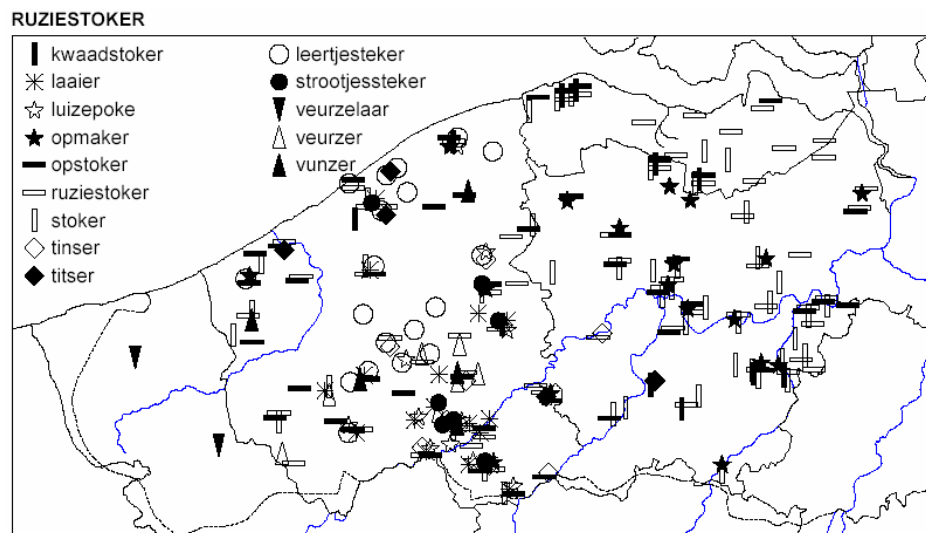 RUZIESTOKER
kwaadstoker
laaier
luizepoke
opmaker
opstoker
ruziestoker
stoker
tinser
titser
leertjesteker
strootjessteker
veurzelaar
veurzer
vunzer